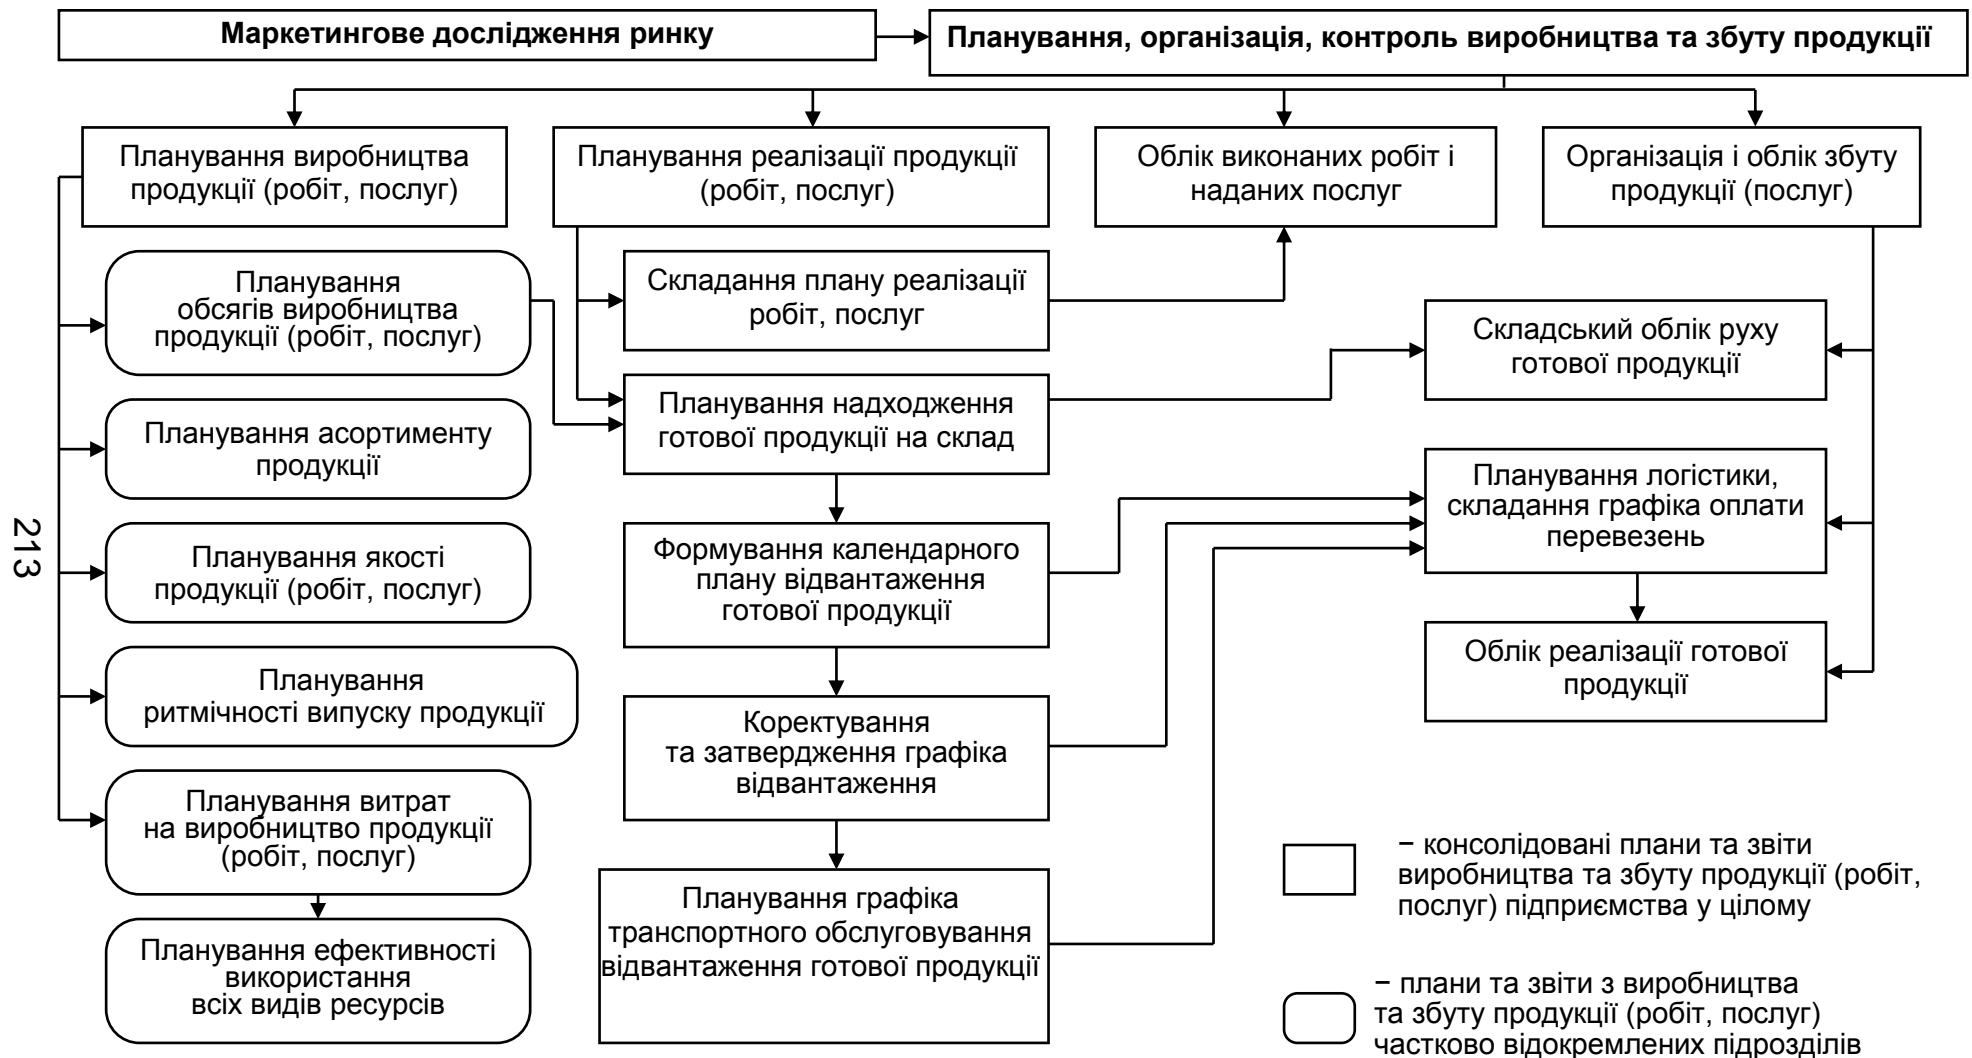 Маркетингове дослідження ринку
Планування, організація, контроль виробництва та збуту продукції
Планування виробництва
продукції (робіт, послуг)
Планування реалізації продукції
(робіт, послуг)
Облік виконаних робіт і
наданих послуг
Організація і облік збуту
продукції (послуг)
Планування
обсягів виробництва
продукції (робіт, послуг)
Планування асортименту
продукції
Планування якості
продукції (робіт, послуг)
Планування
ритмічності випуску продукції
Планування витрат
на виробництво продукції
(робіт, послуг)
Планування ефективності
використання
всіх видів ресурсів
Складання плану реалізації
робіт, послуг
Планування надходження
готової продукції на склад
Формування календарного
плану відвантаження
готової продукції
Коректування
та затвердження графіка
відвантаження
Планування графіка
транспортного обслуговування
відвантаження готової продукції
Складський облік руху
готової продукції
Планування логістики,
складання графіка оплати
перевезень
Облік реалізації готової
продукції
− консолідовані плани та звіти
виробництва та збуту продукції (робіт,
послуг) підприємства у цілому
− плани та звіти з виробництва
та збуту продукції (робіт, послуг)
частково відокремлених підрозділів
213